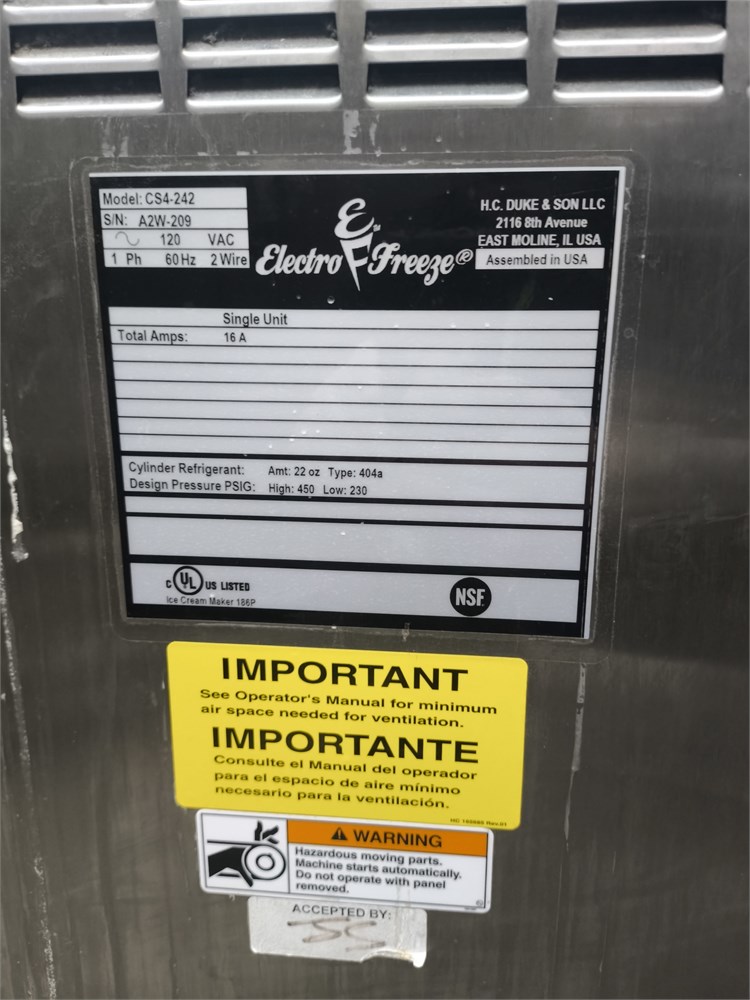 Model: CS4-242
S/N: A2W-209
120 VAC
1 Ph 60 Hz 2 Wire
E
Electro Freeze®
H.C. DUKE & SON LLC
2116 8th Avenue
EAST MOLINE, IL USA
Assembled in USA
Single Unit
Total Amps: 16 A
Cylinder Refrigerant: Amt: 22 oz Type: 404a
Design Pressure PSIG: High: 450 Low: 230
C UL US LISTED
Ice Cream Maker 186P
NSF
IMPORTANT
See Operator's Manual for minimum
air space needed for ventilation.
IMPORTANTE
Consulte el Manual del operador
para el espacio de aire mínimo
necesario para la ventilación.
WARNING
Hazardous moving parts.
Machine starts automatically.
Do not operate with panel
removed.
ACCEPTED BY: